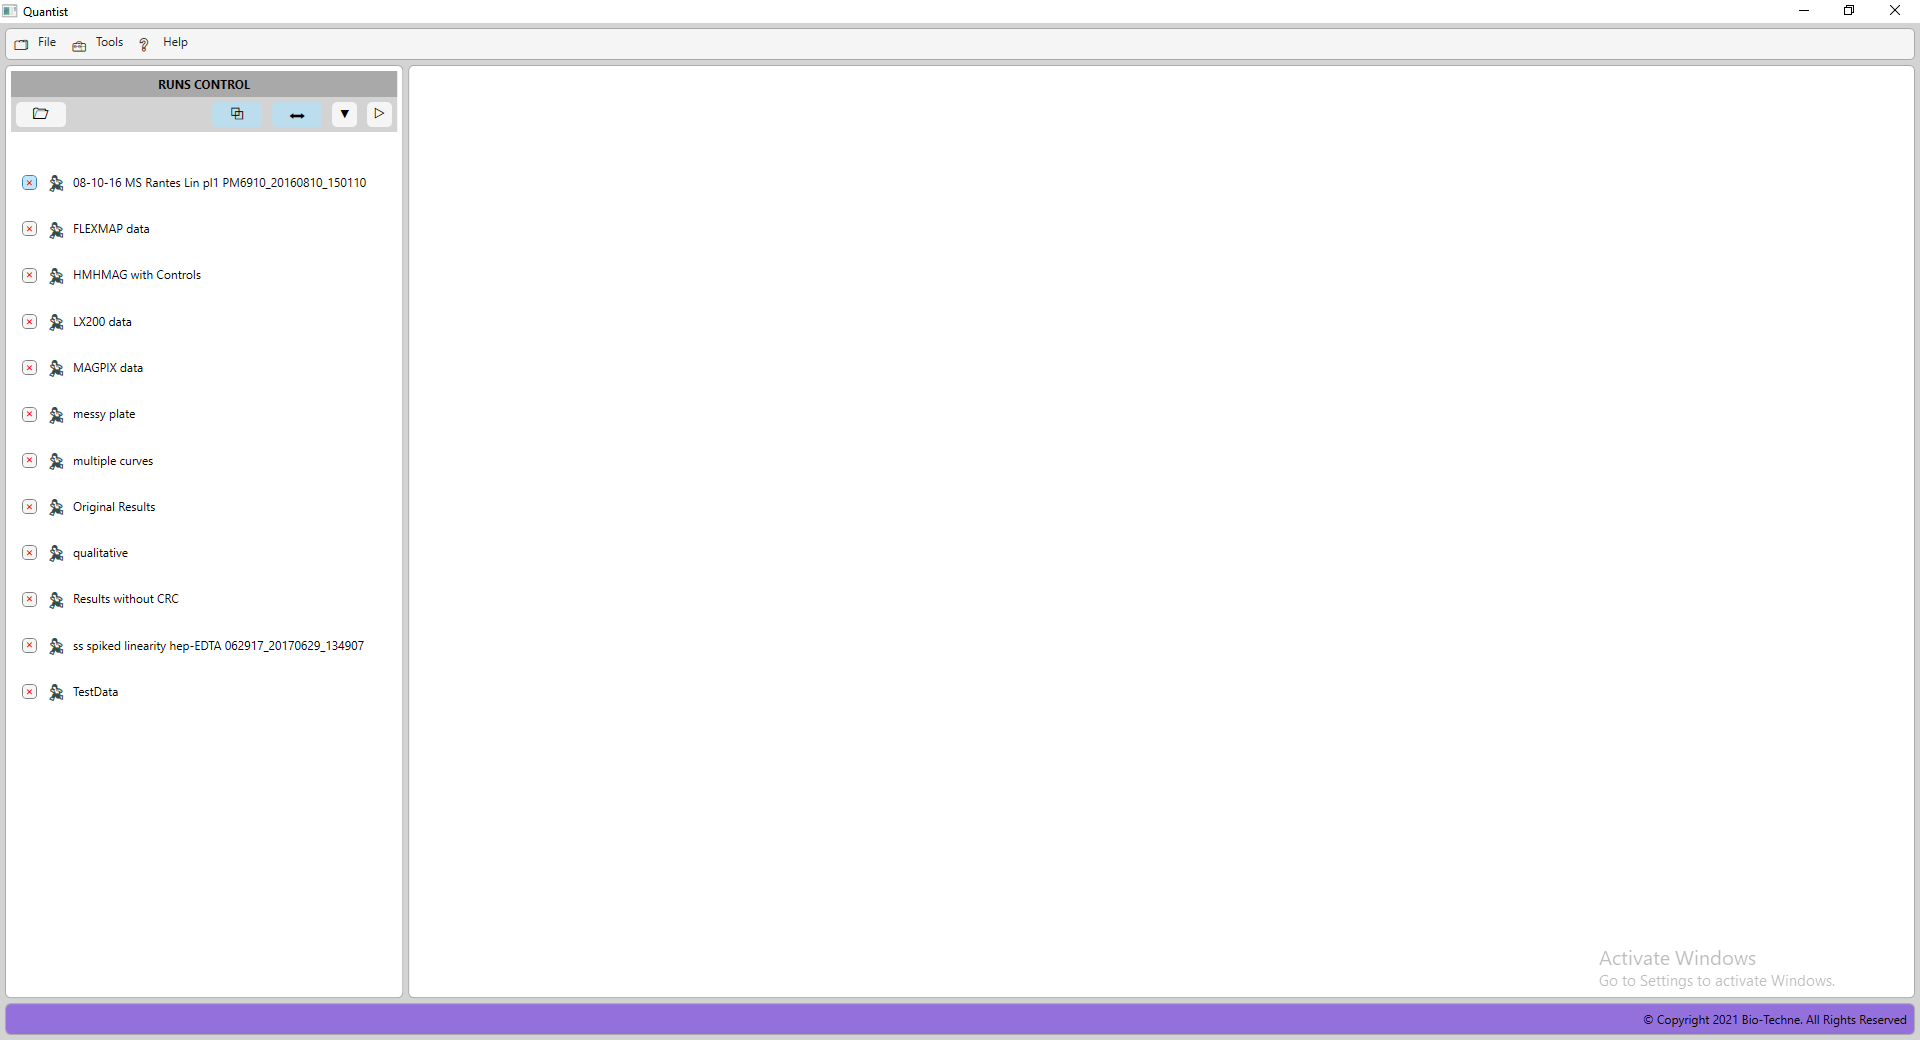 Quantist
File Tools Help
RUNS CONTROL
08-10-16 MS Rantes Lin pl1 PM6910_20160810_150110
FLEXMAP data
HMHMAG with Controls
LX200 data
MAGPIX data
messy plate
multiple curves
Original Results
qualitative
Results without CRC
ss spiked linearity hep-EDTA 062917_20170629_134907
TestData
Activate Windows
Go to Settings to activate Windows.
© Copyright 2021 Bio-Techne. All Rights Reserved